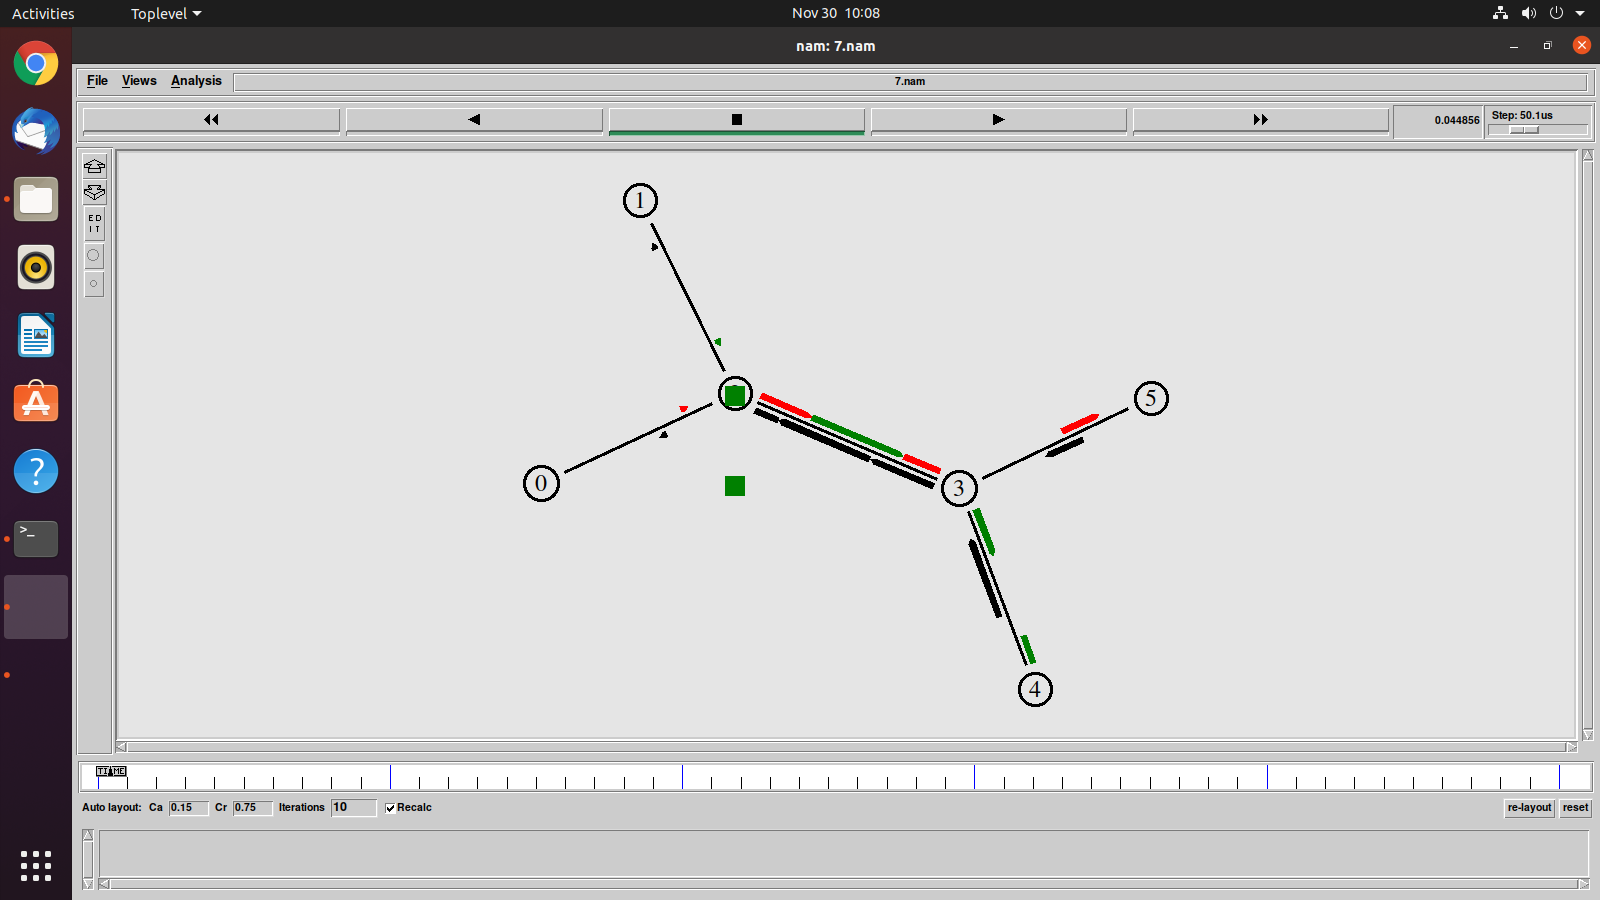 Activities Toplevel Nov 30 10:08
nam: 7.nam
File Views Analysis 7.nam
0.044856 Step: 50.1us
ED
IT
1
5
0
3
4
TIME
Auto layout: Ca 0.15 Cr 0.75 Iterations 10 Recalc re-layout reset
>_
?